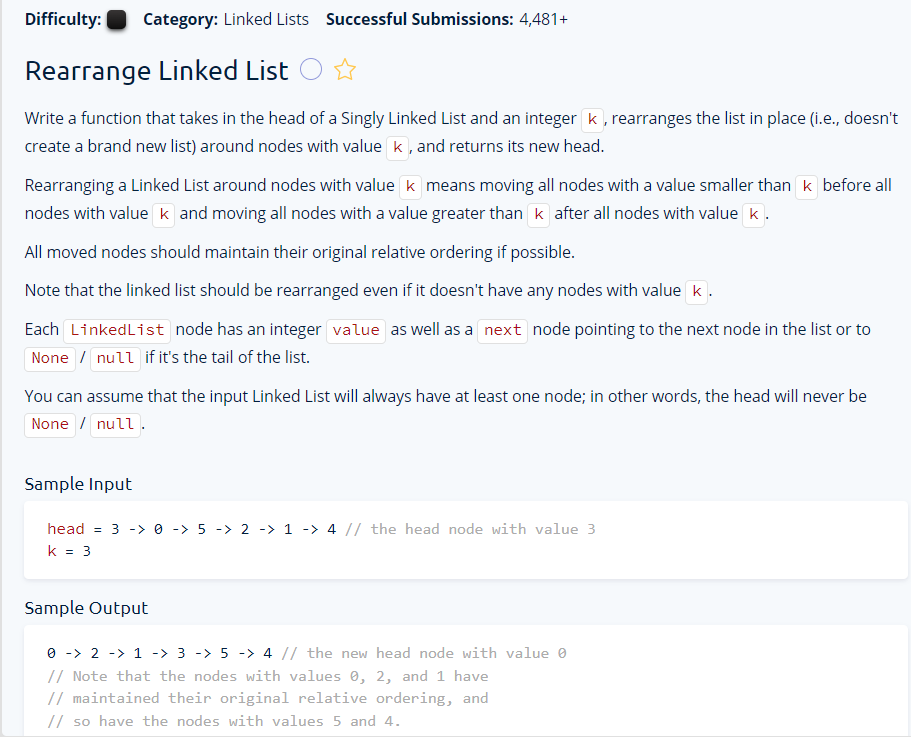 Difficulty: Category: Linked Lists Successful Submissions: 4,481+
Rearrange Linked List
Write a function that takes in the head of a Singly Linked List and an integer k, rearranges the list in place (i.e., doesn't
create a brand new list) around nodes with value k, and returns its new head.
Rearranging a Linked List around nodes with value k means moving all nodes with a value smaller than k before all
nodes with value k and moving all nodes with a value greater than k after all nodes with value k.
All moved nodes should maintain their original relative ordering if possible.
Note that the linked list should be rearranged even if it doesn't have any nodes with value k.
Each LinkedList node has an integer value as well as a next node pointing to the next node in the list or to
None / null if it's the tail of the list.
You can assume that the input Linked List will always have at least one node; in other words, the head will never be
None / null.
Sample Input
head = 3 -> 0 -> 5 -> 2 -> 1 -> 4 // the head node with value 3
k = 3
Sample Output
0 -> 2 -> 1 -> 3 -> 5 -> 4 // the new head node with value 0
// Note that the nodes with values 0, 2, and 1 have
// maintained their original relative ordering, and
// so have the nodes with values 5 and 4.